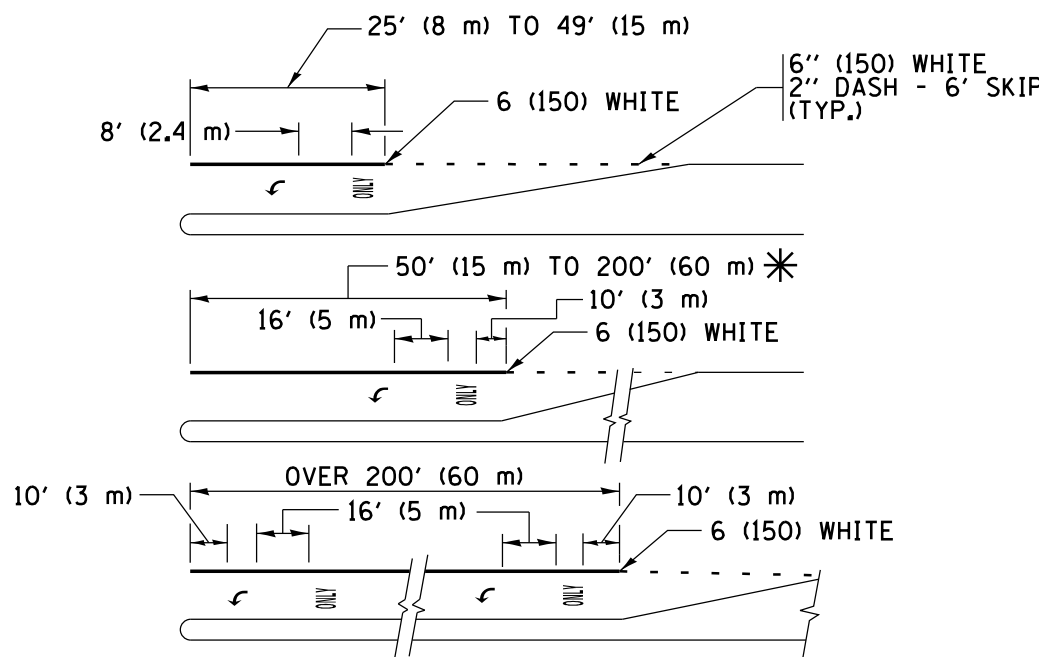 25' (8 m) TO 49' (15 m)
6'' (150) WHITE
2'' DASH - 6' SKIP
(TYP.)
6 (150) WHITE
8' (2.4 m)
ONLY
50' (15 m) TO 200' (60 m) *
10' (3 m)
16' (5 m)
6 (150) WHITE
ONLY
OVER 200' (60 m)
10' (3 m)
16' (5 m)
10' (3 m)
6 (150) WHITE
ONLY
ONLY